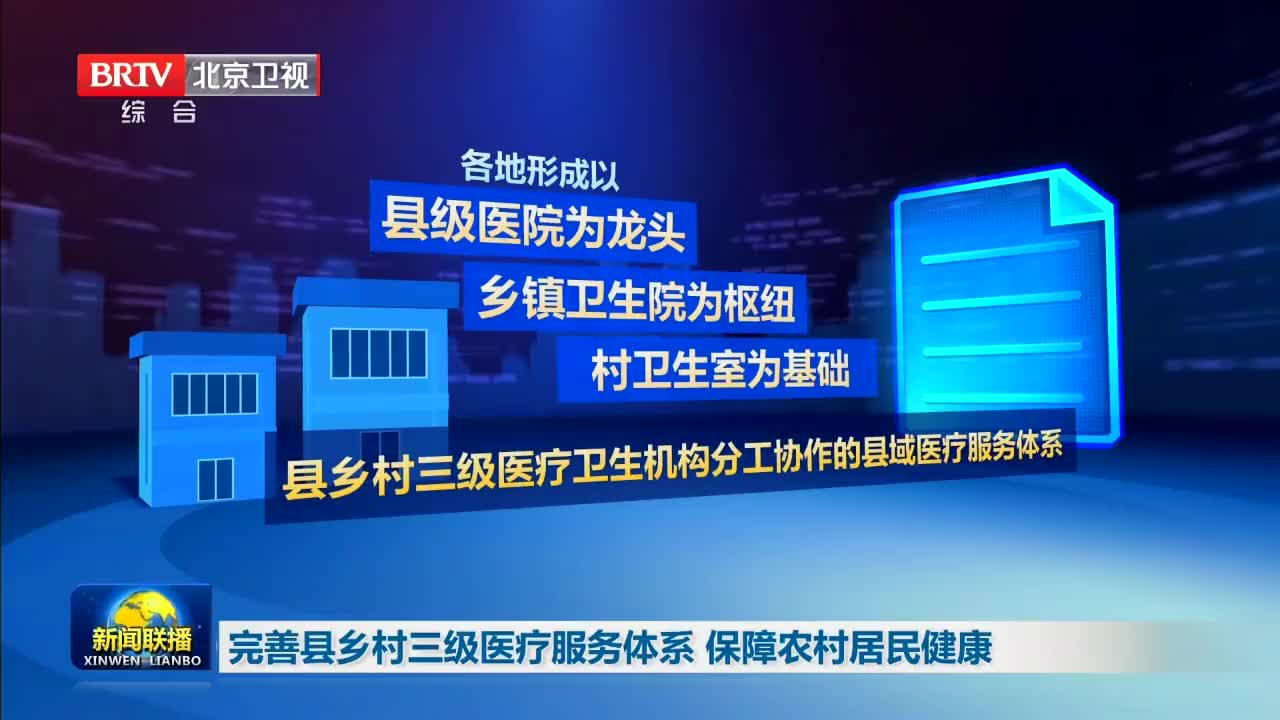 BRTV 北京卫视
综 合
各地形成以
县级医院为龙头
乡镇卫生院为枢纽
村卫生室为基础
县乡村三级医疗卫生机构分工协作的县域医疗服务体系
新闻联播
XINWEN LIANBO
完善县乡村三级医疗服务体系 保障农村居民健康